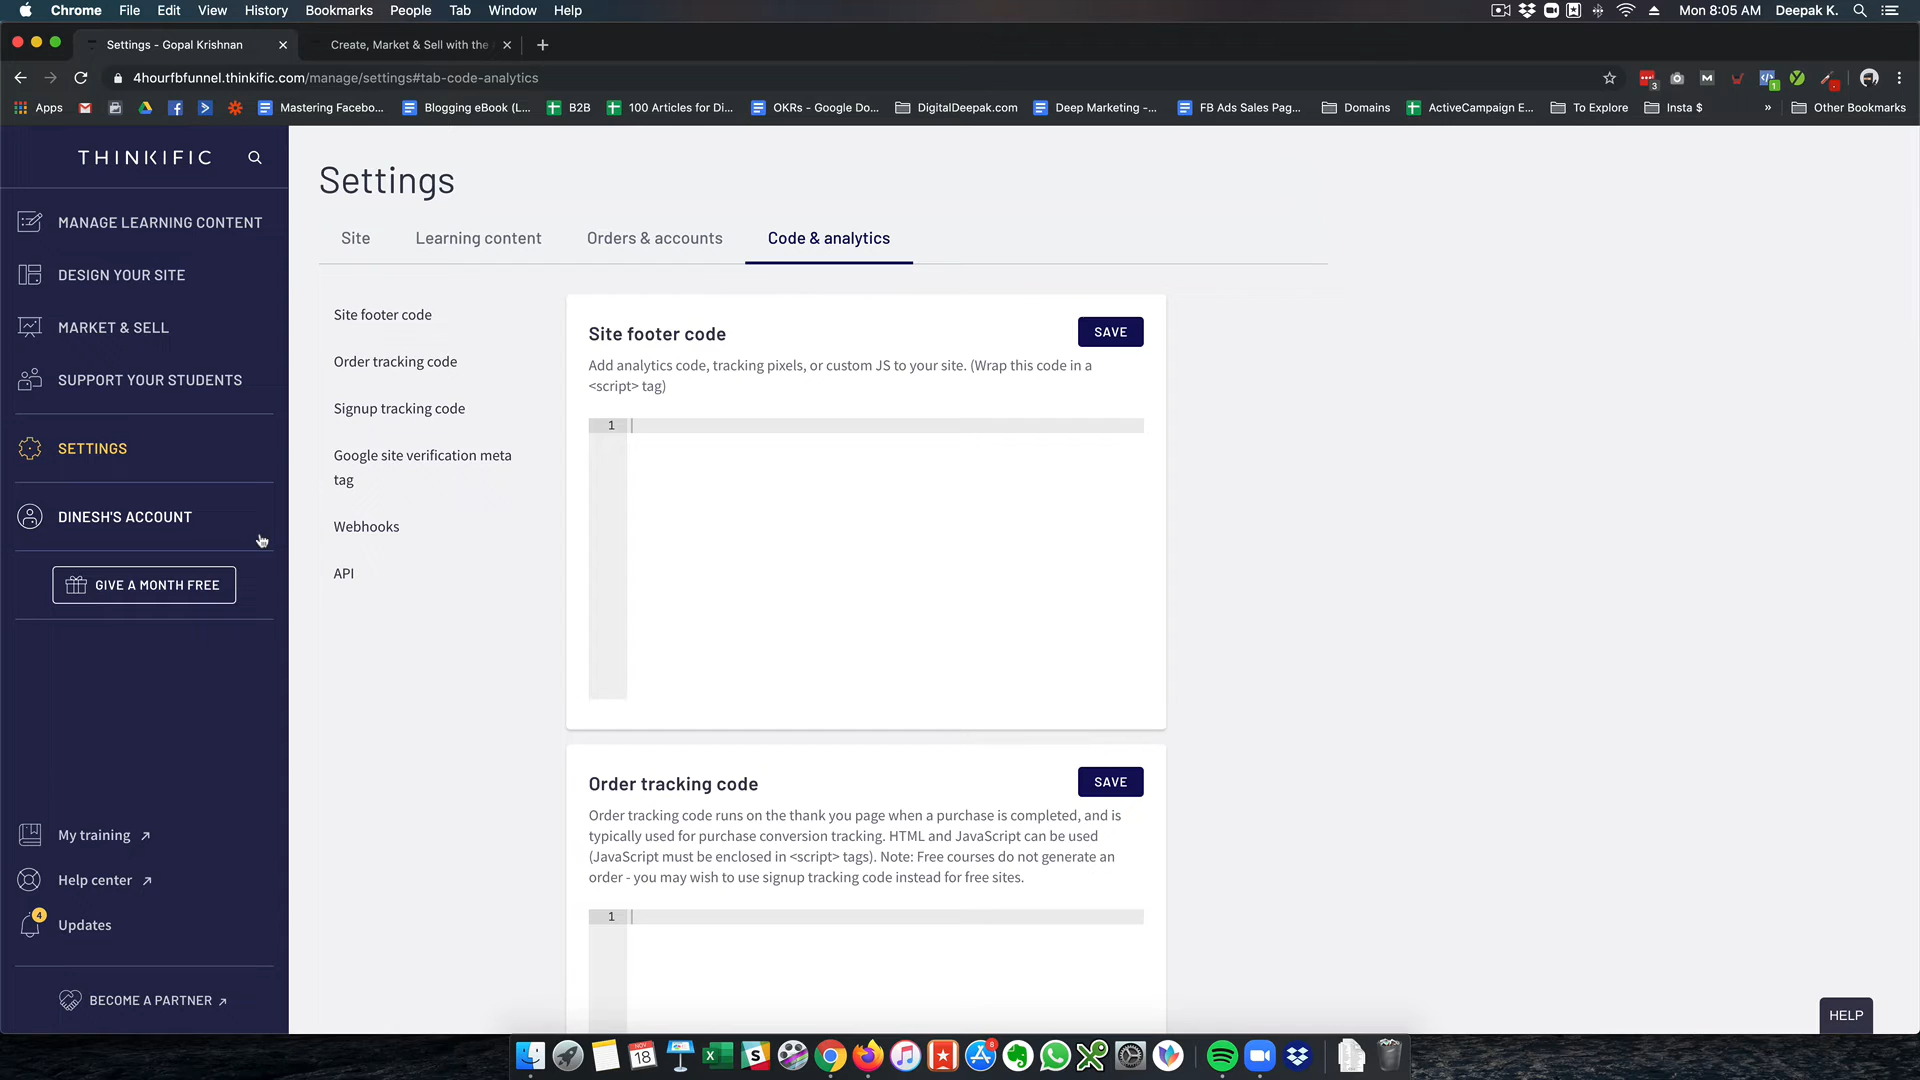 Chrome File Edit View History Bookmarks People Tab Window Help
Mon 8:05 AM Deepak K.
Settings - Gopal Krishnan
Create, Market & Sell with the
4hourfbfunnel.thinkific.com/manage/settings#tab-code-analytics
Apps
Mastering Facebo...
Blogging eBook (L...
B2B
100 Articles for Di...
OKRs - Google Do...
DigitalDeepak.com
Deep Marketing -...
FB Ads Sales Pag...
Domains
ActiveCampaign E...
To Explore
Insta $
»
Other Bookmarks
THINKIFIC
MANAGE LEARNING CONTENT
DESIGN YOUR SITE
MARKET & SELL
SUPPORT YOUR STUDENTS
SETTINGS
DINESH'S ACCOUNT
GIVE A MONTH FREE
My training
Help center
4
Updates
BECOME A PARTNER
Settings
Site
Learning content
Orders & accounts
Code & analytics
Site footer code
Order tracking code
Signup tracking code
Google site verification meta
tag
Webhooks
API
Site footer code
SAVE
Add analytics code, tracking pixels, or custom JS to your site. (Wrap this code in a
<script> tag)
1
Order tracking code
SAVE
Order tracking code runs on the thank you page when a purchase is completed, and is
typically used for purchase conversion tracking. HTML and JavaScript can be used
(JavaScript must be enclosed in <script> tags). Note: Free courses do not generate an
order - you may wish to use signup tracking code instead for free sites.
1
HELP
NOV
18
8